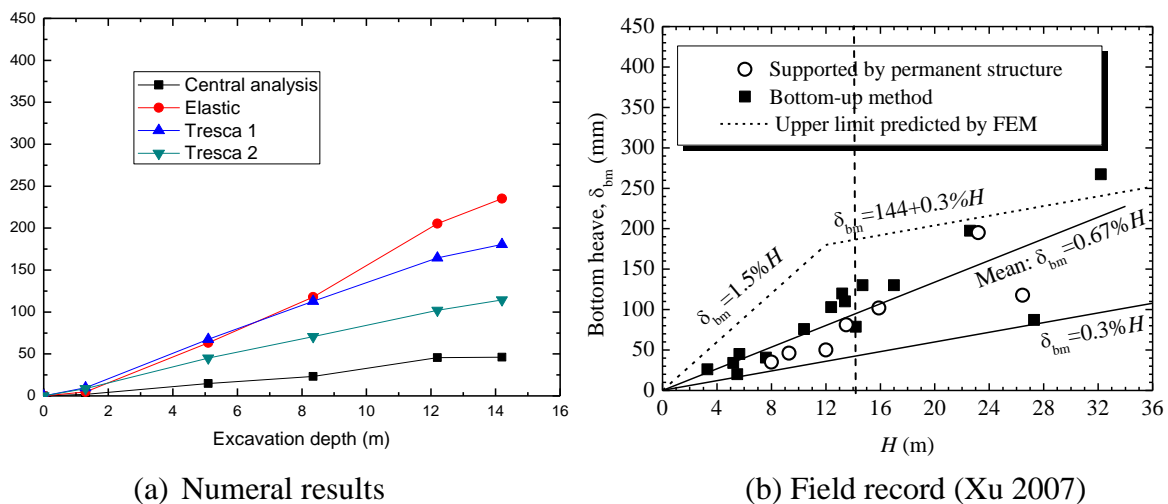 (a)
450
400
350
300
250
200
150
100
50
0
Central analysis
Elastic
Tresca 1
Tresca 2
0 2 4 6 8 10 12 14 16
Excavation depth (m)
(a) Numeral results
Bottom heave, δbm (mm)
450
400
350
300
250
200
150
100
50
0
Supported by permanent structure
Bottom-up method
Upper limit predicted by FEM
δbm=1.5%H
δbm=144+0.3%H
Mean: δbm=0.67%H
δbm=0.3%H
0 4 8 12 16 20 24 28 32 36
H (m)
(b) Field record (Xu 2007)